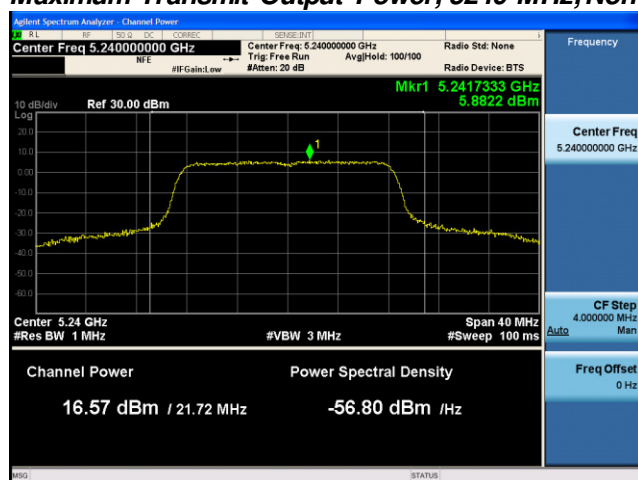 Maximum Transmit Output Power, 5240 MHz, Non
Agilent Spectrum Analyzer - Channel Power
RL RF 50 Ω DC CORREC SENSE:INT
Center Freq 5.240000000 GHz
NFE
#IFGain:Low
Center Freq: 5.240000000 GHz
Trig: Free Run Avg|Hold: 100/100
#Atten: 20 dB
Radio Std: None
Radio Device: BTS
Mkr1 5.2417333 GHz
5.8822 dBm
10 dB/div Ref 30.00 dBm
Log
20.0
10.0
0.00
-10.0
-20.0
-30.0
-40.0
-50.0
-60.0
1
Center 5.24 GHz Span 40 MHz
#Res BW 1 MHz #VBW 3 MHz #Sweep 100 ms
Channel Power Power Spectral Density
16.57 dBm / 21.72 MHz -56.80 dBm /Hz
MSG STATUS
Frequency
Center Freq
5.240000000 GHz
CF Step
4.000000 MHz
Auto Man
Freq Offset
0 Hz